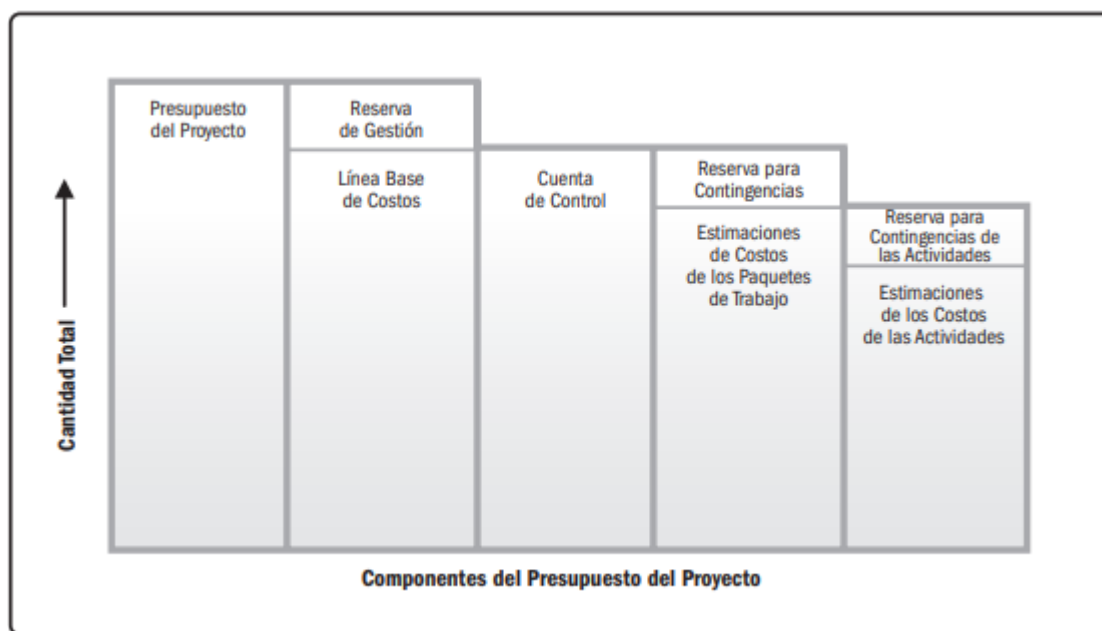 Presupuesto
del Proyecto
Reserva
de Gestión
Línea Base
de Costos
Cuenta
de Control
Reserva para
Contingencias
Estimaciones
de Costos
de los Paquetes
de Trabajo
Reserva para
Contingencias de
las Actividades
Estimaciones
de los Costos
de las Actividades
Cantidad Total
Componentes del Presupuesto del Proyecto